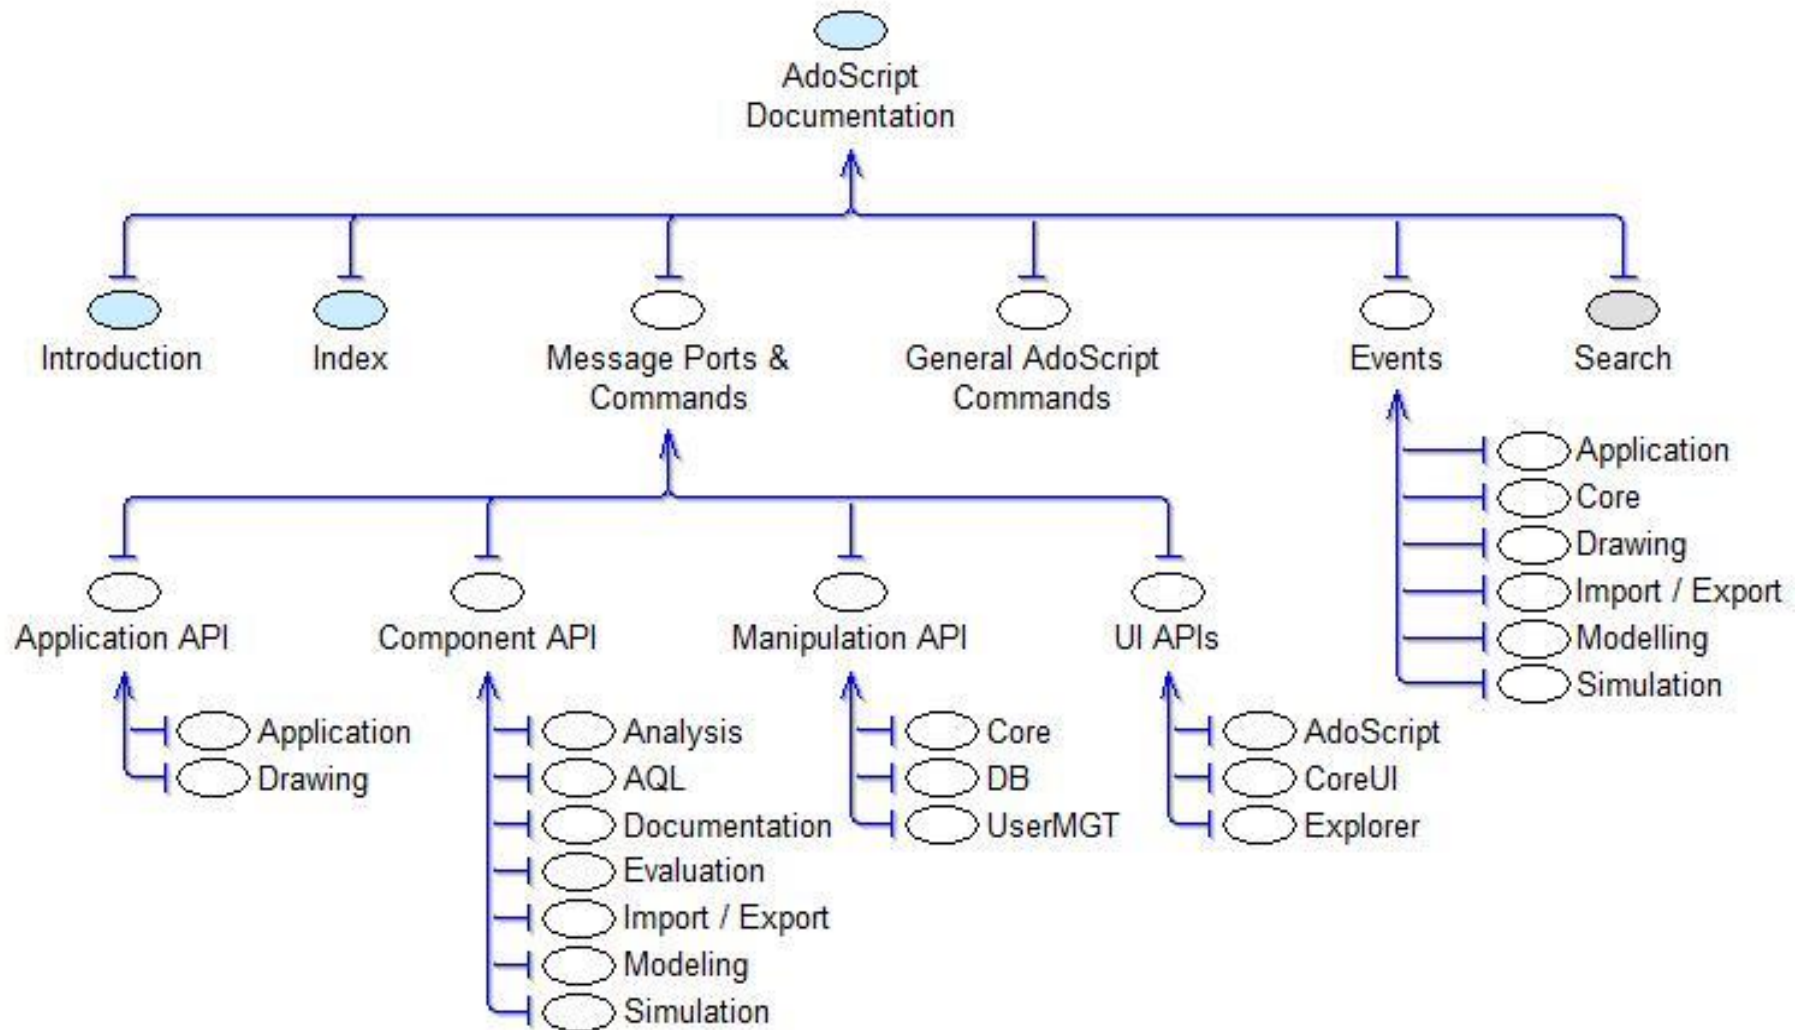 AdoScript
Documentation
Introduction
Index
Message Ports &
Commands
General AdoScript
Commands
Events
Search
Application
Core
Drawing
Import / Export
Modelling
Simulation
Application API
Component API
Manipulation API
UI APIs
Application
Drawing
Analysis
AQL
Documentation
Evaluation
Import / Export
Modeling
Simulation
Core
DB
UserMGT
AdoScript
CoreUI
Explorer